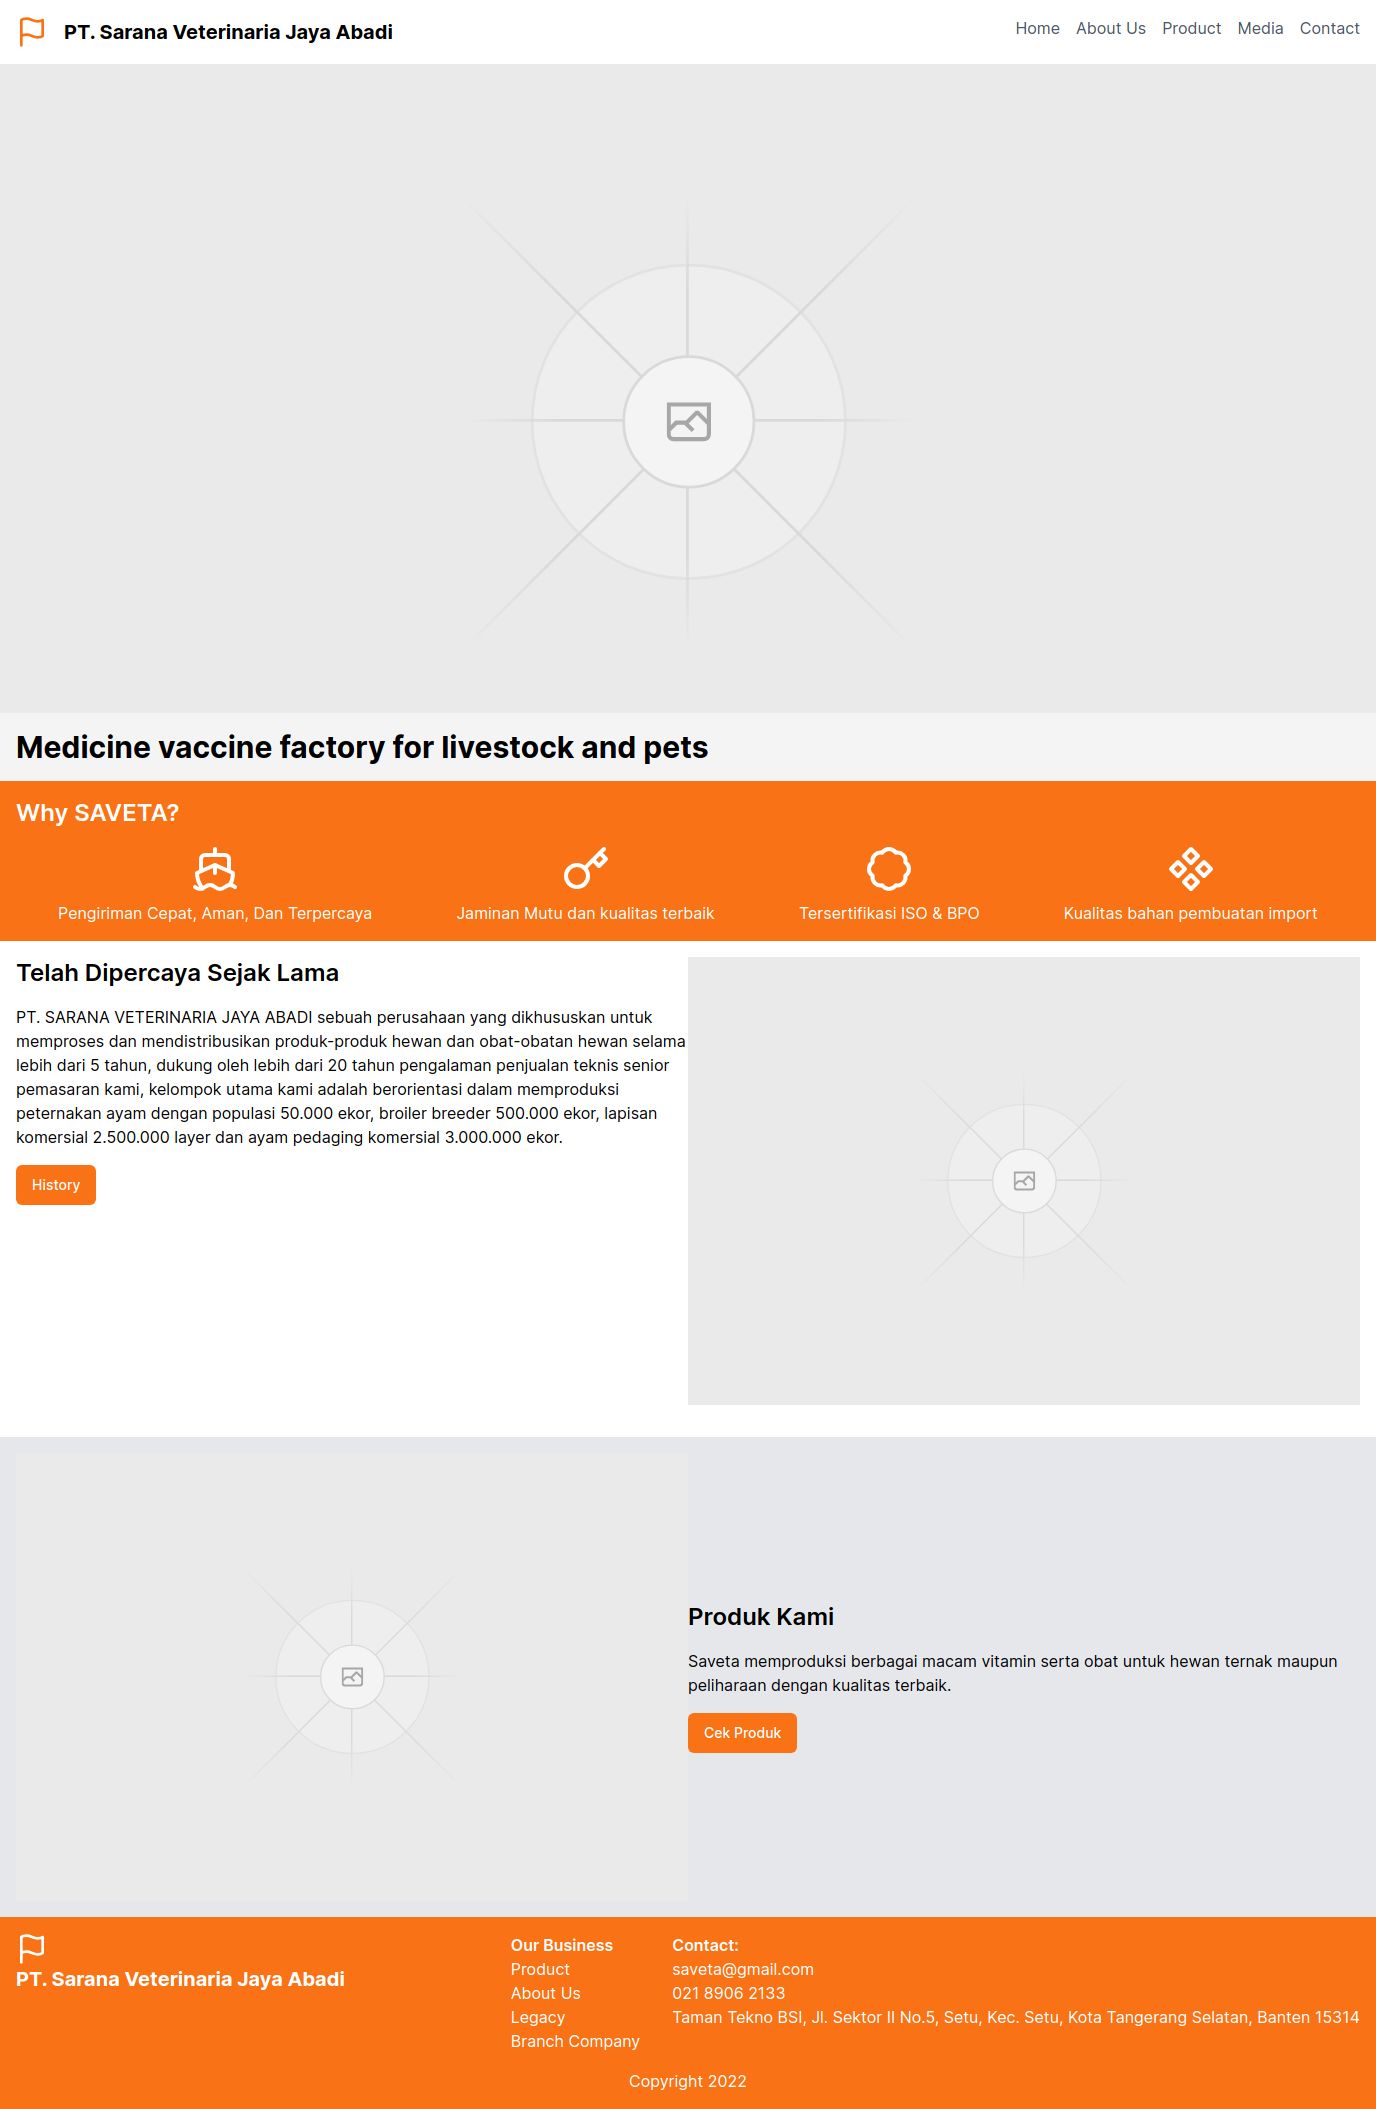 PT. Sarana Veterinaria Jaya Abadi
Home About Us Product Media Contact
Medicine vaccine factory for livestock and pets
Why SAVETA?
Pengiriman Cepat, Aman, Dan Terpercaya
Jaminan Mutu dan kualitas terbaik
Tersertifikasi ISO & BPO
Kualitas bahan pembuatan import
Telah Dipercaya Sejak Lama
PT. SARANA VETERINARIA JAYA ABADI sebuah perusahaan yang dikhususkan untuk
memproses dan mendistribusikan produk-produk hewan dan obat-obatan hewan selama
lebih dari 5 tahun, dukung oleh lebih dari 20 tahun pengalaman penjualan teknis senior
pemasaran kami, kelompok utama kami adalah berorientasi dalam memproduksi
peternakan ayam dengan populasi 50.000 ekor, broiler breeder 500.000 ekor, lapisan
komersial 2.500.000 layer dan ayam pedaging komersial 3.000.000 ekor.
History
Produk Kami
Saveta memproduksi berbagai macam vitamin serta obat untuk hewan ternak maupun
peliharaan dengan kualitas terbaik.
Cek Produk
PT. Sarana Veterinaria Jaya Abadi
Our Business
Product
About Us
Legacy
Branch Company
Contact:
saveta@gmail.com
021 8906 2133
Taman Tekno BSI, Jl. Sektor II No.5, Setu, Kec. Setu, Kota Tangerang Selatan, Banten 15314
Copyright 2022